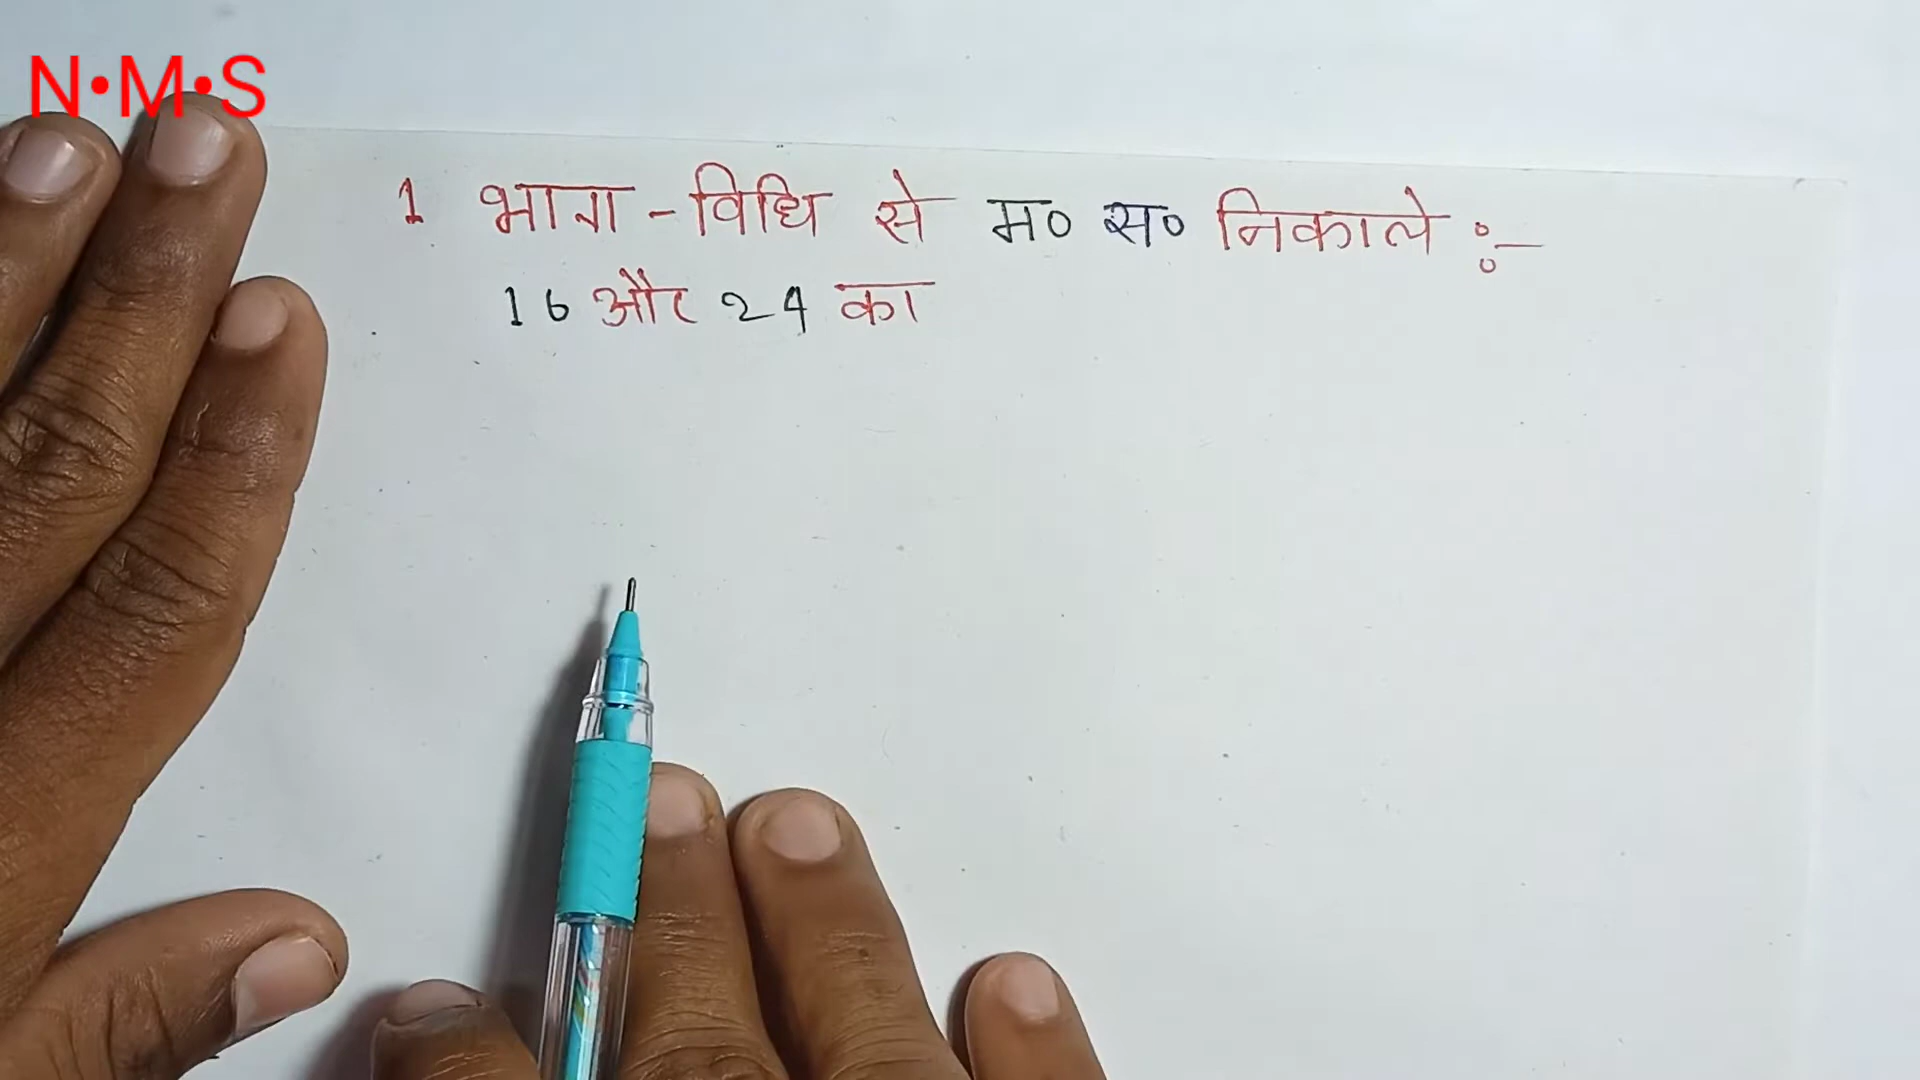 N•M•S
1 भाग - विधि से म० स० निकाले :-
16 और 24 का